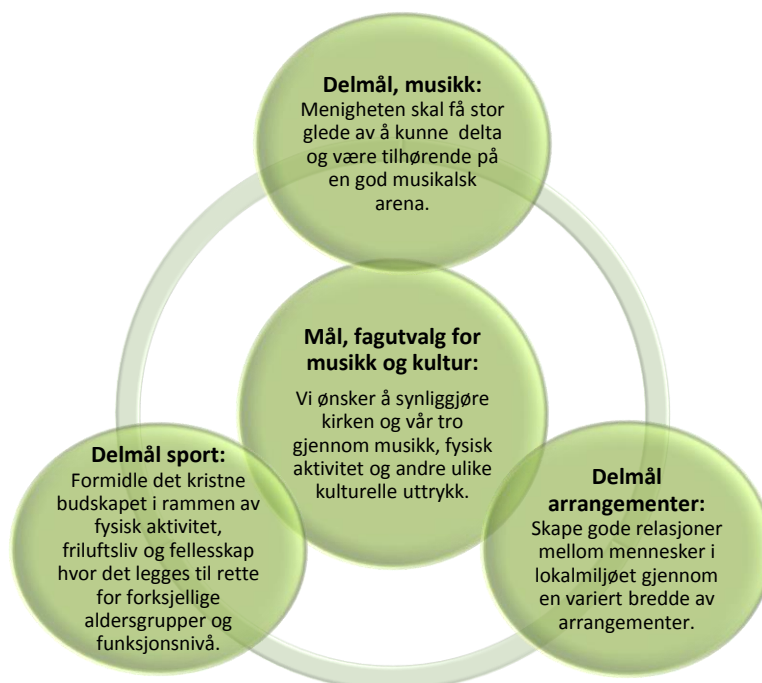 Delmål, musikk:
Menigheten skal få stor
glede av å kunne delta
og være tilhørende på
en god musikalsk
arena.
Mål, fagutvalg for
musikk og kultur:
Vi ønsker å synliggjøre
kirken og vår tro
gjennom musikk, fysisk
aktivitet og andre ulike
kulturelle uttrykk.
Delmål sport:
Formidle det kristne
budskapet i rammen av
fysisk aktivitet,
friluftsliv og fellesskap
hvor det legges til rette
for forksjellige
aldersgrupper og
funksjonsnivå.
Delmål
arrangementer:
Skape gode relasjoner
mellom mennesker i
lokalmiljøet gjennom
en variert bredde av
arrangementer.